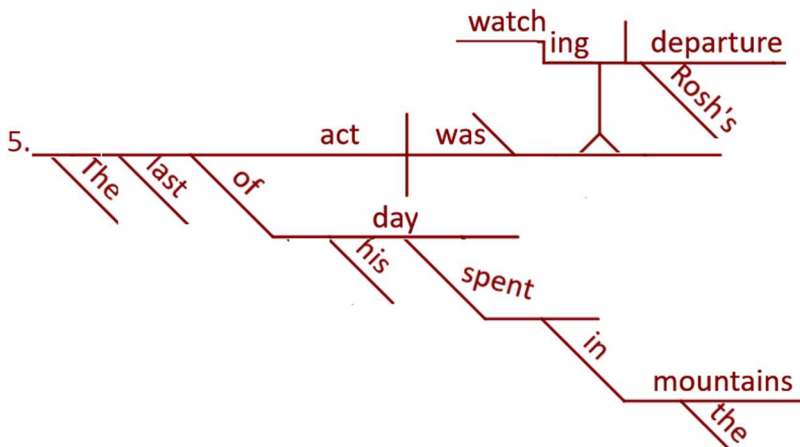 watch
ing departure
Rosh's
5. act was
The last of
day
his spent
in
mountains
the